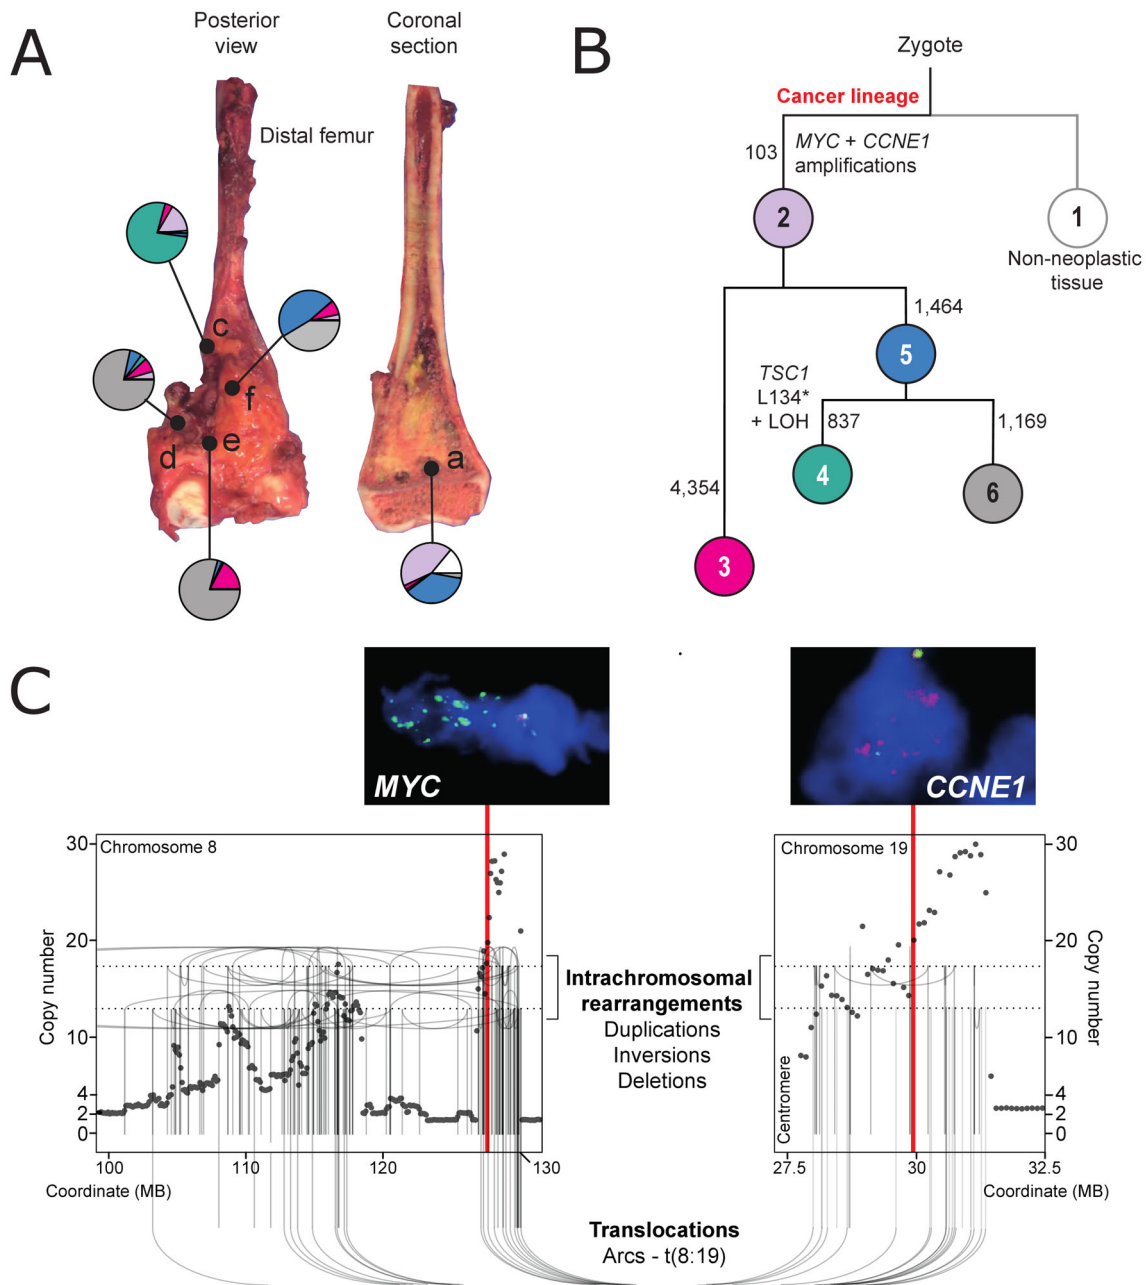 A
Posterior
view
Coronal
section
Distal femur
c
f
d
e
a
B
Zygote
Cancer lineage
103
MYC + CCNE1
amplifications
2
1
Non-neoplastic
tissue
1,464
5
TSC1
L134*
+ LOH
837
1,169
4
6
4,354
3
C
MYC
CCNE1
Chromosome 8
30
20
10
4
2
0
Copy number
100
110
120
130
Coordinate (MB)
Intrachromosomal
rearrangements
Duplications
Inversions
Deletions
Chromosome 19
Centromere
30
20
10
4
2
0
Copy number
27.5
30
32.5
Coordinate (MB)
Translocations
Arcs - t(8:19)